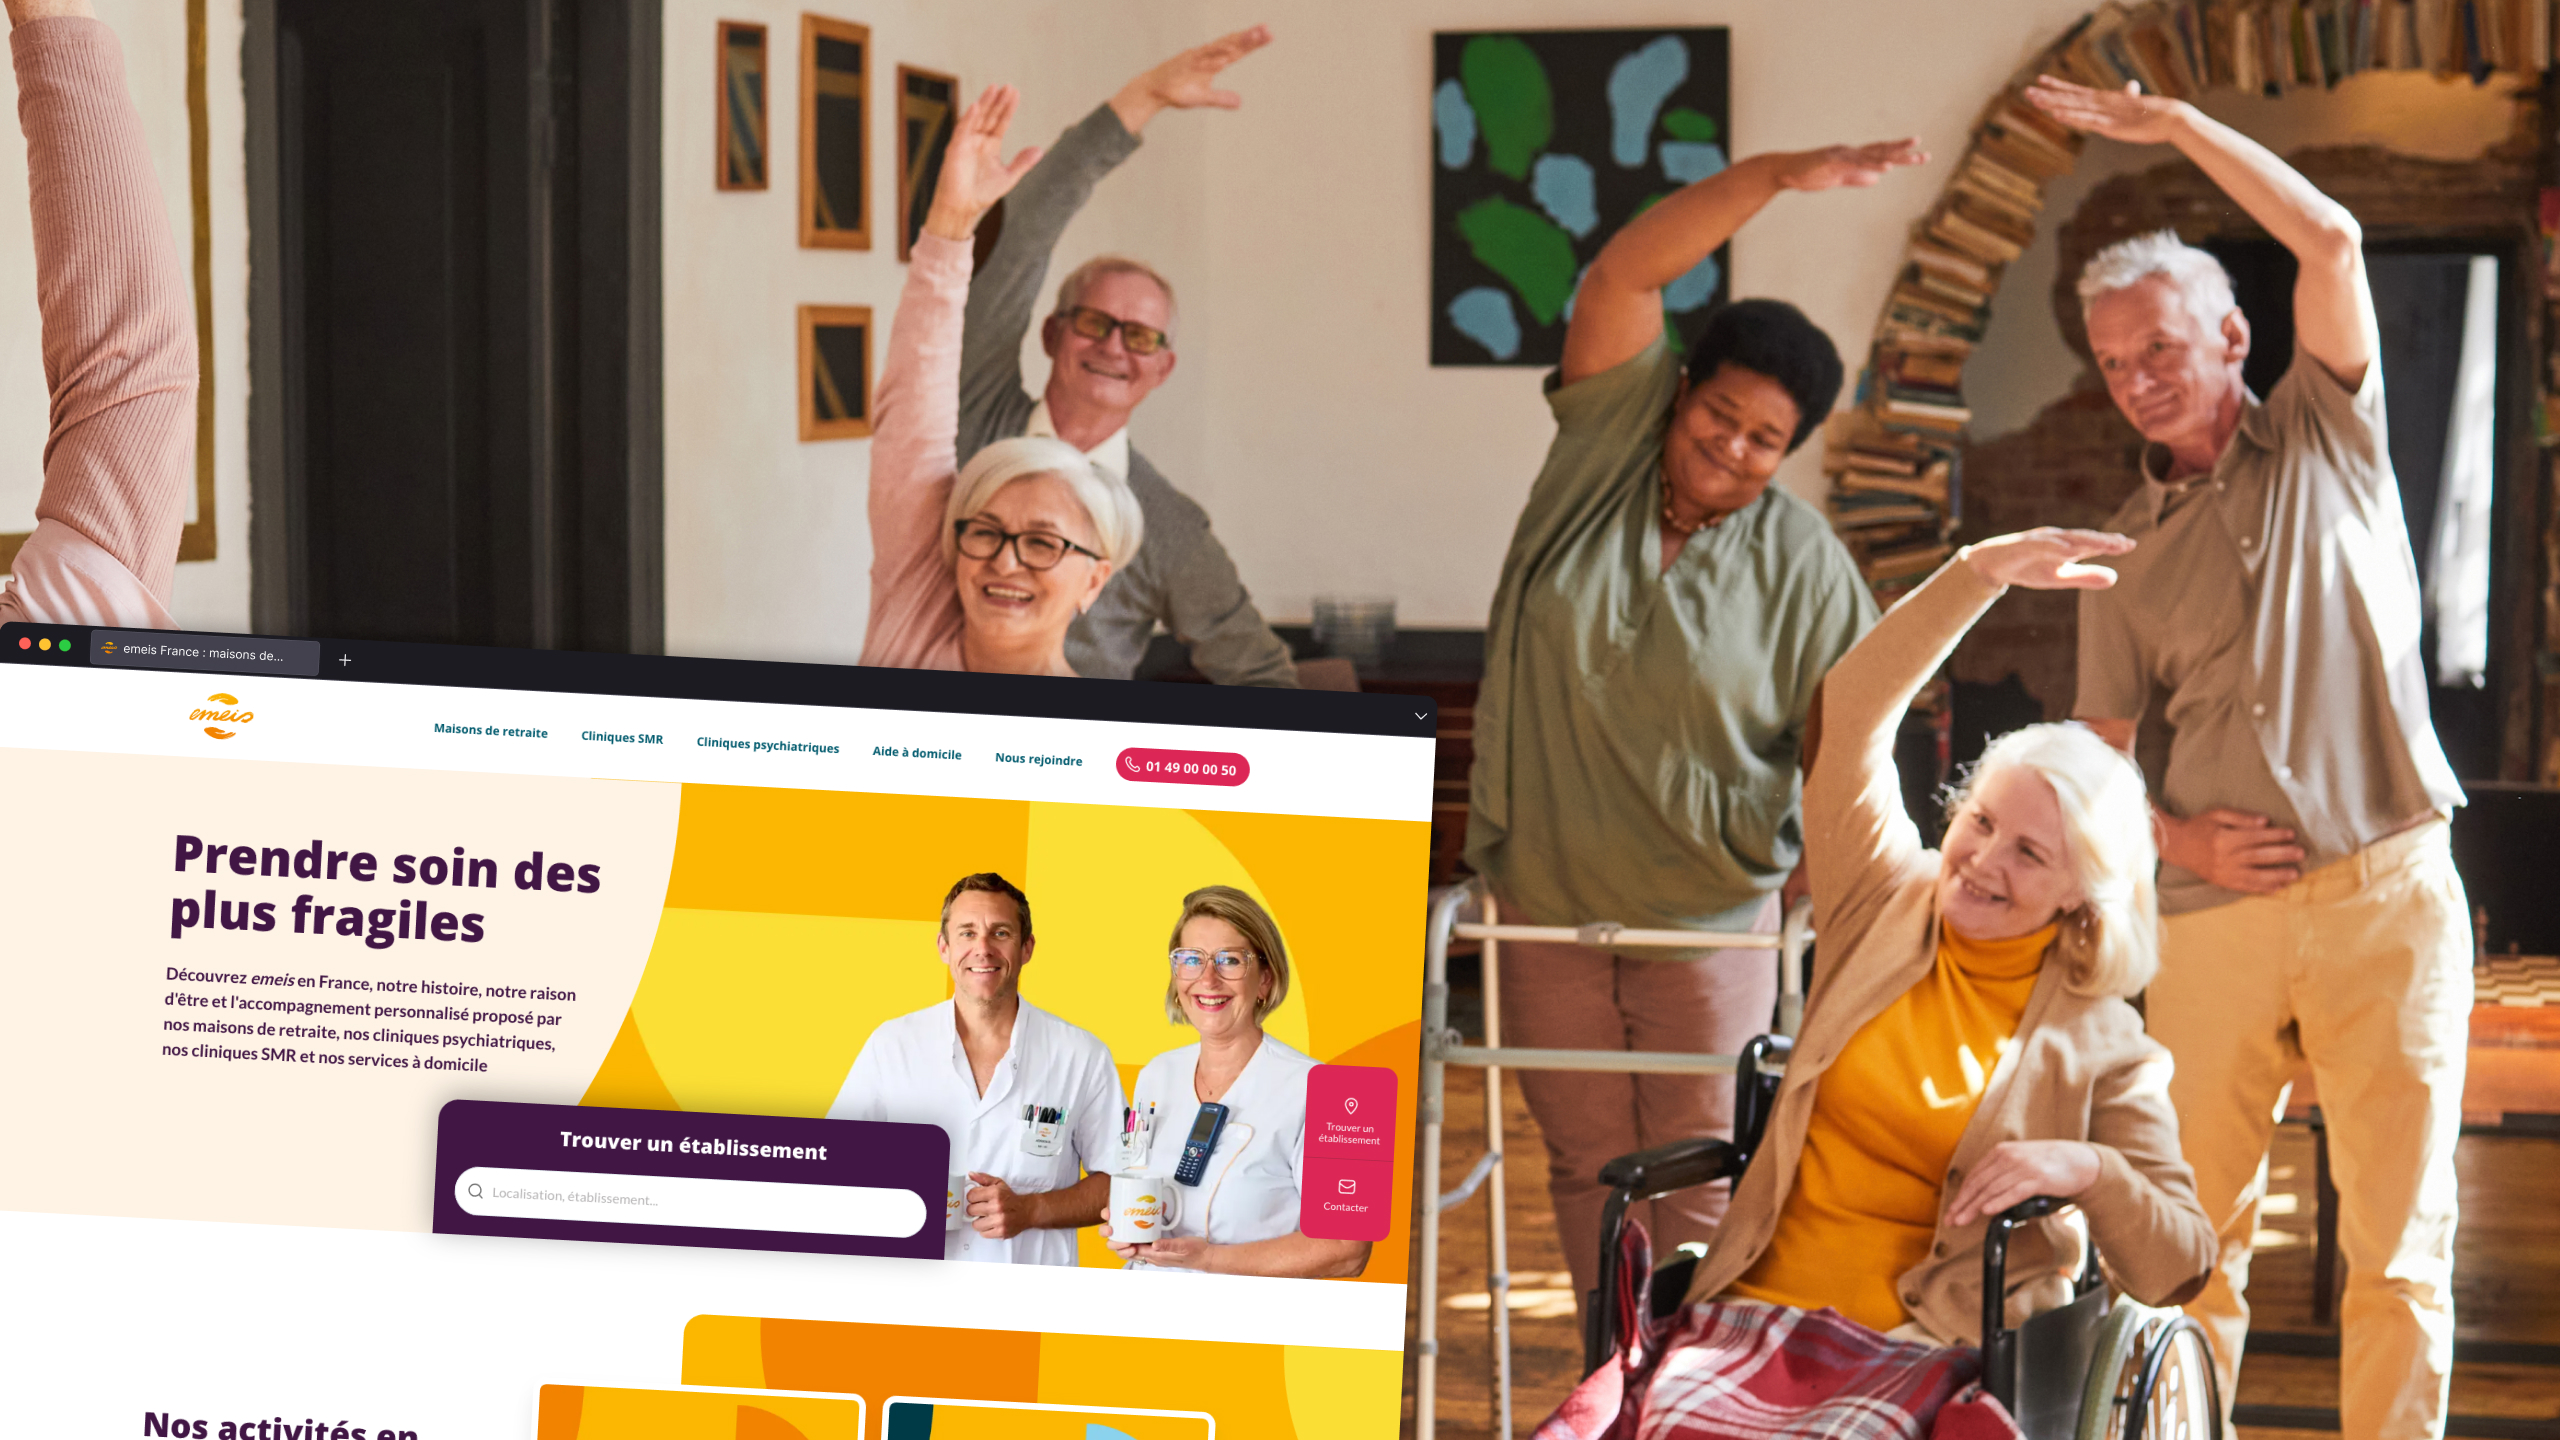 emeis France : maisons de...
emeis
Maisons de retraite
Cliniques SMR
Cliniques psychiatriques
Aide à domicile
Nous rejoindre
01 49 00 00 50
Prendre soin des
plus fragiles
Découvrez emeis en France, notre histoire, notre raison
d'être et l'accompagnement personnalisé proposé par
nos maisons de retraite, nos cliniques psychiatriques,
nos cliniques SMR et nos services à domicile
Trouver un établissement
Localisation, établissement...
emeis
Trouver un
établissement
Contacter
Nos activités en